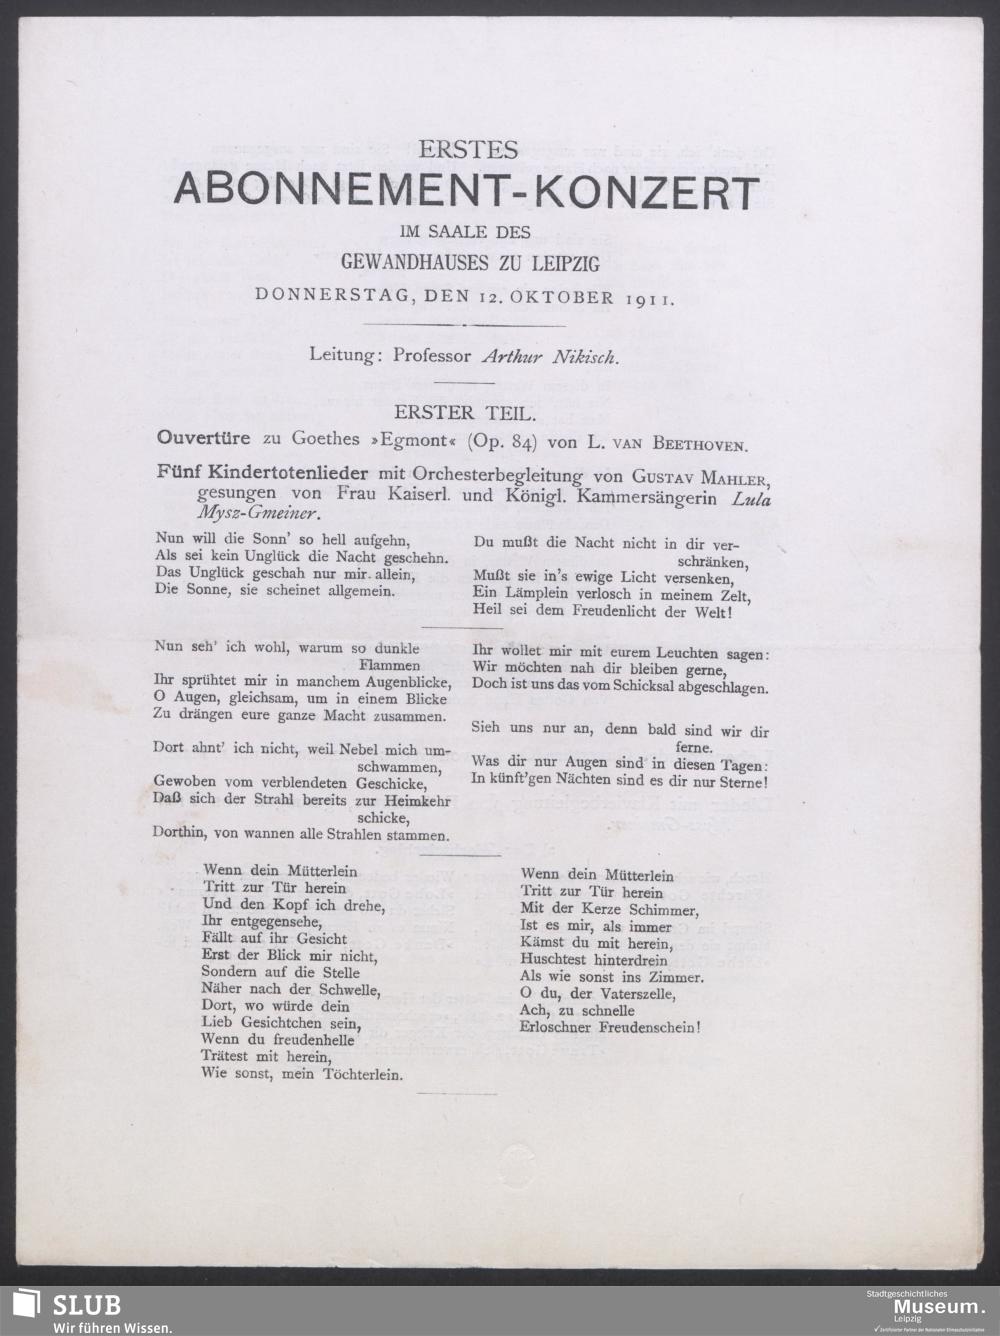 ERSTES
ABONNEMENT-KONZERT
IM SAALE DES
GEWANDHAUSES ZU LEIPZIG
DONNERSTAG, DEN 12. OKTOBER 1911.
Leitung: Professor Arthur Nikisch.
ERSTER TEIL.
Ouvertüre zu Goethes »Egmont« (Op. 84) von L. VAN BEETHOVEN.
Fünf Kindertotenlieder mit Orchesterbegleitung von GUSTAV MAHLER,
gesungen von Frau Kaiserl. und Königl. Kammersängerin Lula
Mysz-Gmeiner.
Nun will die Sonn' so hell aufgehn,
Als sei kein Unglück die Nacht geschehn.
Das Unglück geschah nur mir allein,
Die Sonne, sie scheinet allgemein.
Du mußt die Nacht nicht in dir ver-
schränken,
Mußt sie in's ewige Licht versenken,
Ein Lämplein verlosch in meinem Zelt,
Heil sei dem Freudenlicht der Welt!
Nun seh' ich wohl, warum so dunkle
Flammen
Ihr sprühtet mir in manchem Augenblicke,
O Augen, gleichsam, um in einem Blicke
Zu drängen eure ganze Macht zusammen.
Dort ahnt' ich nicht, weil Nebel mich um-
schwammen,
Gewoben vom verblendeten Geschicke,
Daß sich der Strahl bereits zur Heimkehr
schicke,
Dorthin, von wannen alle Strahlen stammen.
Ihr wollet mir mit eurem Leuchten sagen:
Wir möchten nah dir bleiben gerne,
Doch ist uns das vom Schicksal abgeschlagen.
Sieh uns nur an, denn bald sind wir dir
ferne.
Was dir nur Augen sind in diesen Tagen:
In künft'gen Nächten sind es dir nur Sterne!
Wenn dein Mütterlein
Tritt zur Tür herein
Und den Kopf ich drehe,
Ihr entgegensehe,
Fällt auf ihr Gesicht
Erst der Blick mir nicht,
Sondern auf die Stelle
Näher nach der Schwelle,
Dort, wo würde dein
Lieb Gesichtchen sein,
Wenn du freudenhelle
Trätest mit herein,
Wie sonst, mein Töchterlein.
Wenn dein Mütterlein
Tritt zur Tür herein
Mit der Kerze Schimmer,
Ist es mir, als immer
Kämst du mit herein,
Huschtest hinterdrein
Als wie sonst ins Zimmer.
O du, der Vaterszelle,
Ach, zu schnelle
Erloschner Freudenschein!
SLUB
Wir führen Wissen.
Stadtgeschichtliches
Museum.
Leipzig